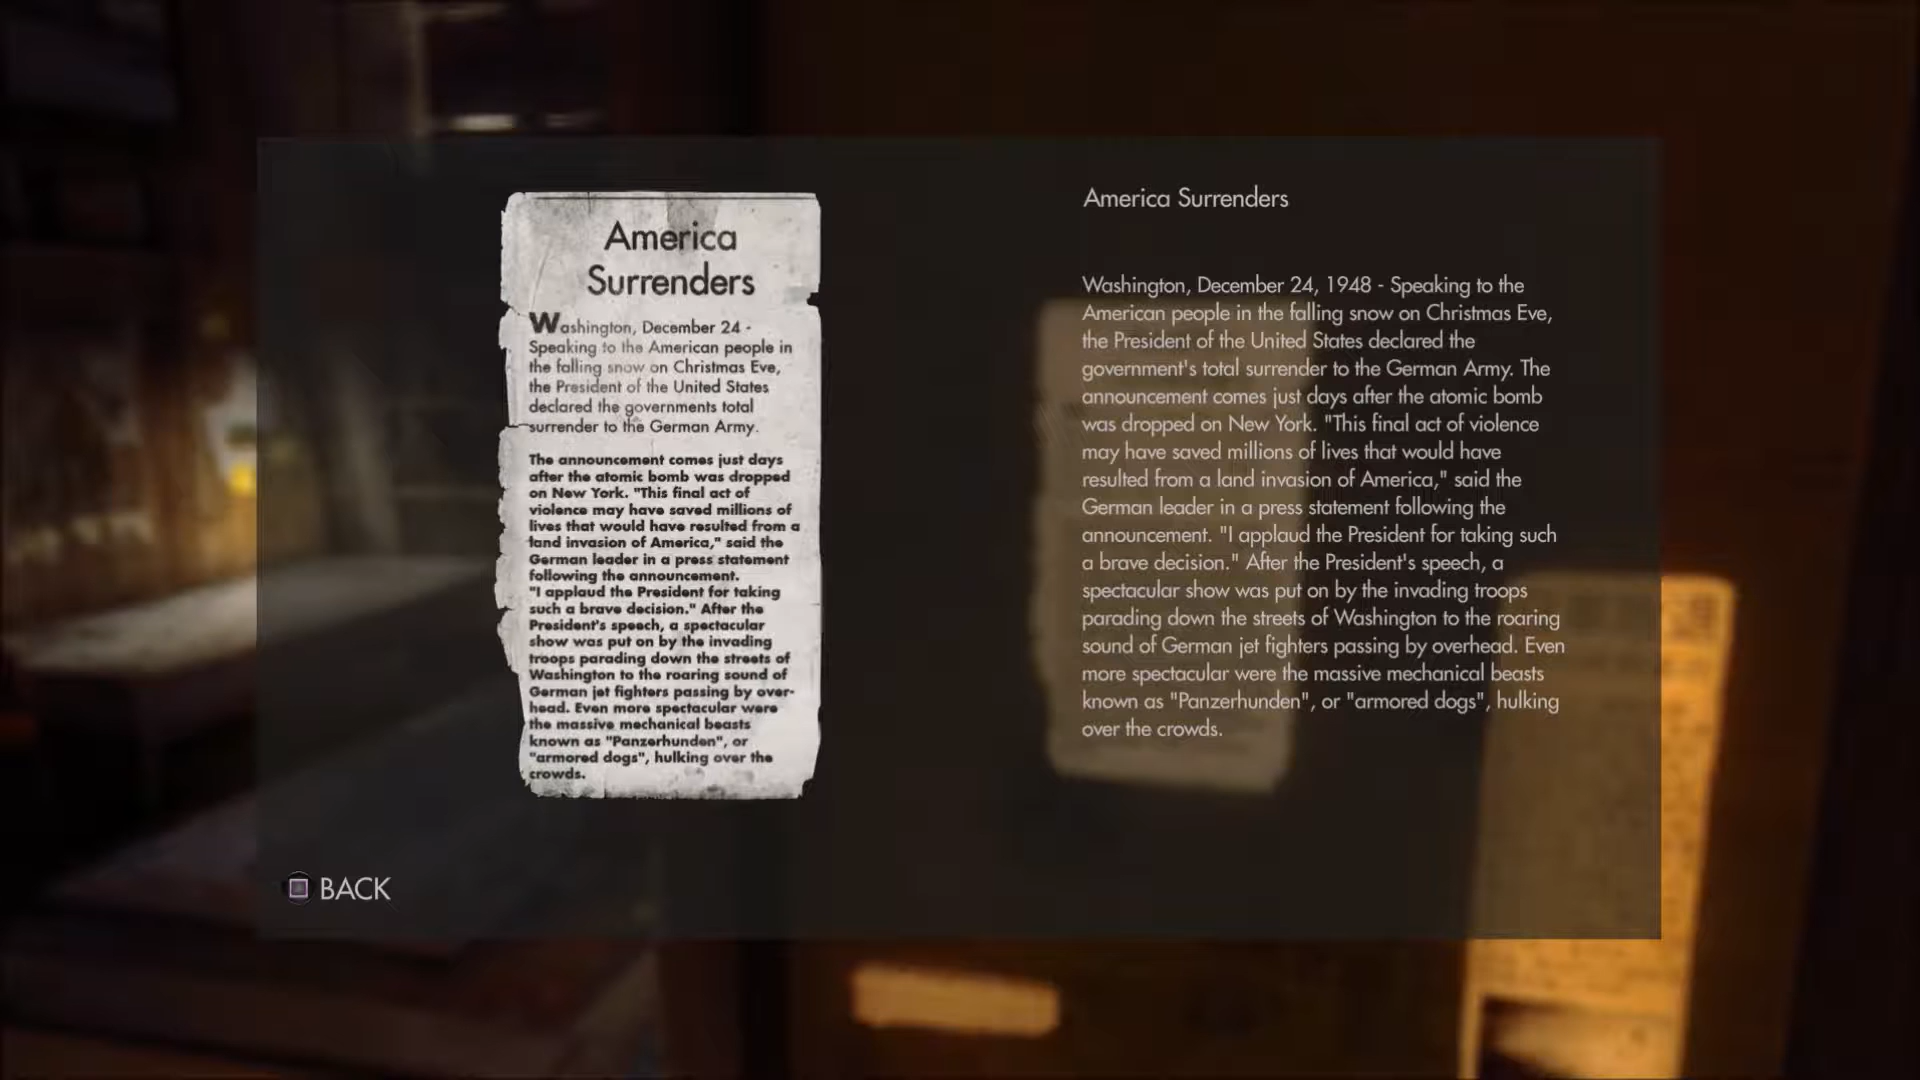 America
Surrenders
Washington, December 24 -
Speaking to the American people in
the falling snow on Christmas Eve,
the President of the United States
declared the governments total
surrender to the German Army.
The announcement comes just days
after the atomic bomb was dropped
on New York. "This final act of
violence may have saved millions of
lives that would have resulted from a
land invasion of America," said the
German leader in a press statement
following the announcement.
"I applaud the President for taking
such a brave decision." After the
President's speech, a spectacular
show was put on by the invading
troops parading down the streets of
Washington to the roaring sound of
German jet fighters passing by over-
head. Even more spectacular were
the massive mechanical beasts
known as "Panzerhunden", or
"armored dogs", hulking over the
crowds.
America Surrenders
Washington, December 24, 1948 - Speaking to the
American people in the falling snow on Christmas Eve,
the President of the United States declared the
government's total surrender to the German Army. The
announcement comes just days after the atomic bomb
was dropped on New York. "This final act of violence
may have saved millions of lives that would have
resulted from a land invasion of America," said the
German leader in a press statement following the
announcement. "I applaud the President for taking such
a brave decision." After the President's speech, a
spectacular show was put on by the invading troops
parading down the streets of Washington to the roaring
sound of German jet fighters passing by overhead. Even
more spectacular were the massive mechanical beasts
known as "Panzerhunden", or "armored dogs", hulking
over the crowds.
BACK